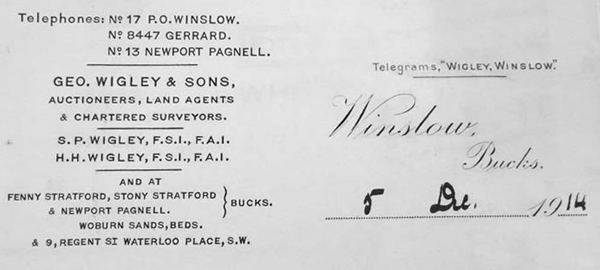 Telephones: No 17 P.O. WINSLOW.
No 8447 GERRARD.
No 13 NEWPORT PAGNELL.
GEO. WIGLEY & SONS,
AUCTIONEERS, LAND AGENTS
& CHARTERED SURVEYORS.
S.P. WIGLEY, F.S.I., F.A.I.
H.H. WIGLEY, F.S.I., F.A.I.
AND AT
FENNY STRATFORD, STONY STRATFORD
& NEWPORT PAGNELL.
BUCKS.
WOBURN SANDS, BEDS.
& 9, REGENT ST WATERLOO PLACE, S.W.
Telegrams, "WIGLEY, WINSLOW."
Winslow,
Bucks.
5 Dec. 1914